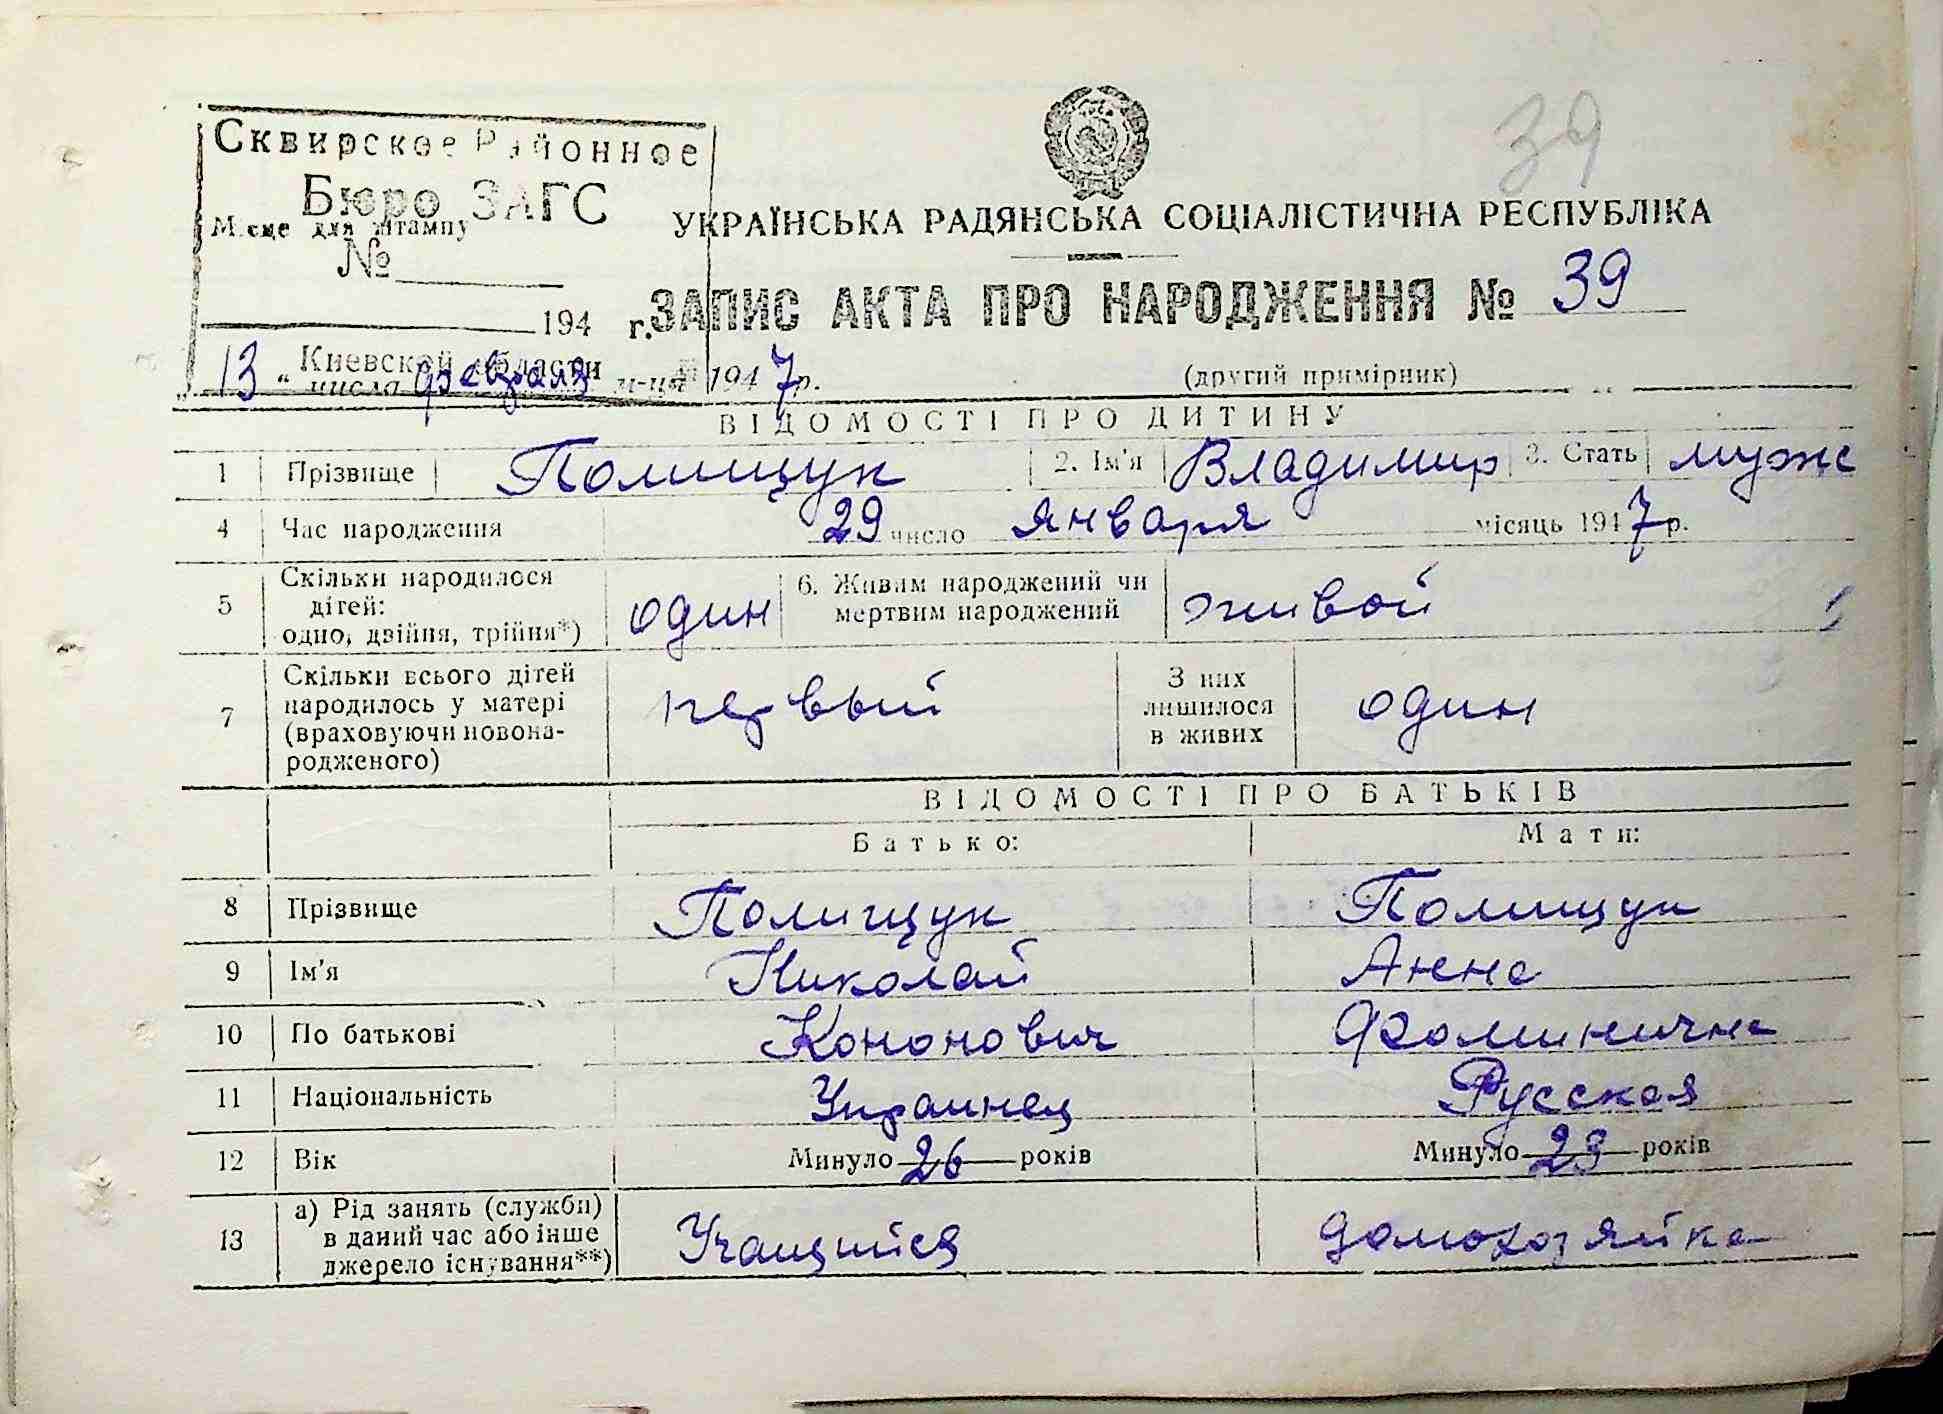 39
Сквирское Районное
Бюро ЗАГС
Місце для штампу
№
194 г.
Киевской области
УКРАЇНСЬКА РАДЯНСЬКА СОЦІАЛІСТИЧНА РЕСПУБЛІКА
ЗАПИС АКТА ПРО НАРОДЖЕННЯ № 39
„13“ числа февраля м-ця 1947 р.
(другий примірник)
ВІДОМОСТІ ПРО ДИТИНУ
1 Прізвище Полищук 2. Ім'я Владимир 3. Стать муже
4 Час народження 29 число января місяць 1947 р.
5 Скільки народилося дітей: одно, двійня, трійня*) один 6. Живим народжений чи мертвим народжений живой
7 Скільки всього дітей народилось у матері (враховуючи новонародженого) первый З них лишилося в живих один
ВІДОМОСТІ ПРО БАТЬКІВ
Батько: Мати:
8 Прізвище Полищук Полищук
9 Ім'я Николай Анна
10 По батькові Кононович Фоминична
11 Національність Украинец Русская
12 Вік Минуло 26 років Минуло 23 років
13 а) Рід занять (служби) в даний час або інше джерело існування**) Учащийся домохозяйка